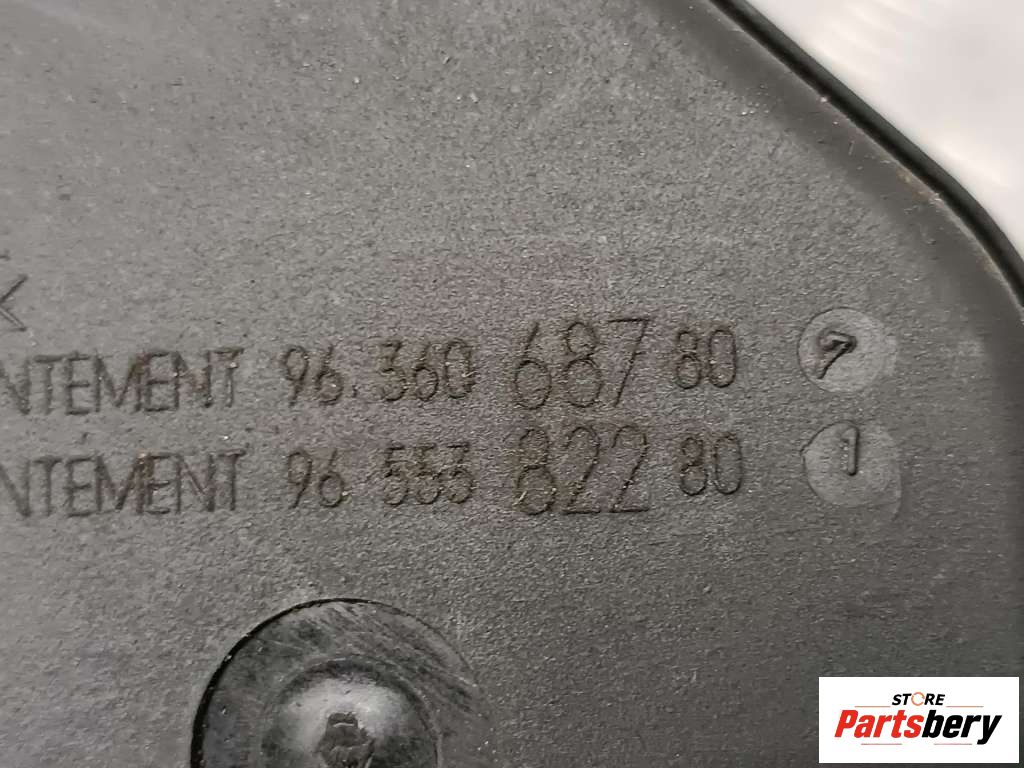 NTEMENT 96.360 687 80 7
NTEMENT 96 553 822 80 1
STORE
Partsbery